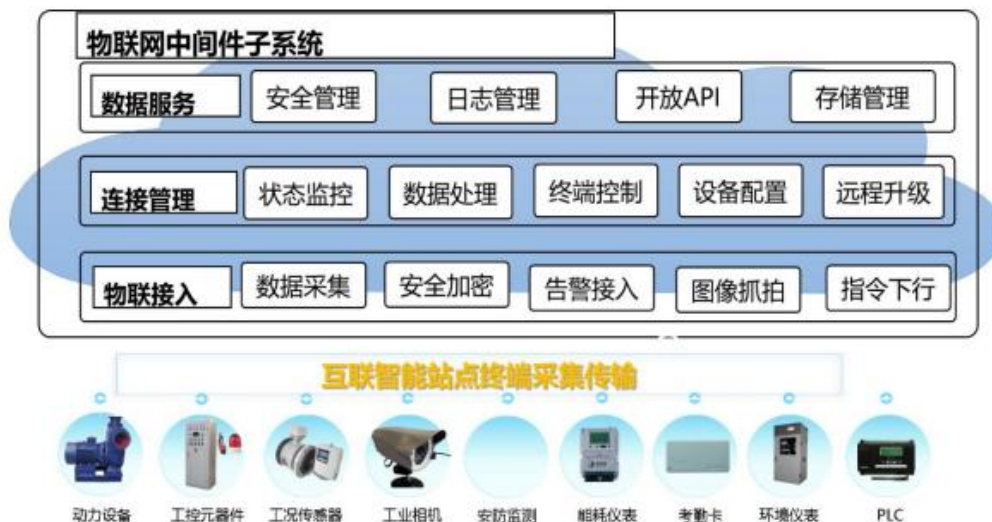 物联网中间件子系统
数据服务 安全管理 日志管理 开放API 存储管理
连接管理 状态监控 数据处理 终端控制 设备配置 远程升级
物联接入 数据采集 安全加密 告警接入 图像抓拍 指令下行
互联智能站点终端采集传输
动力设备 工控元器件 工况传感器 工业相机 安防监测 能耗仪表 考勤卡 环境仪表 PLC